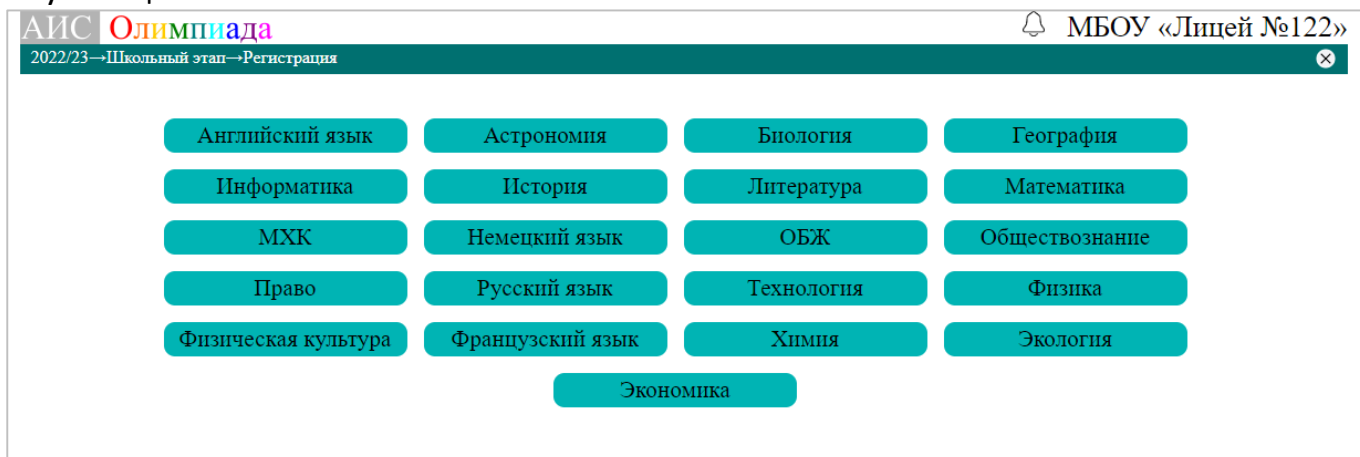 АИС Олимпиада МБОУ «Лицей №122»
2022/23→Школьный этап→Регистрация
Английский язык Астрономия Биология География
Информатика История Литература Математика
МХК Немецкий язык ОБЖ Обществознание
Право Русский язык Технология Физика
Физическая культура Французский язык Химия Экология
Экономика